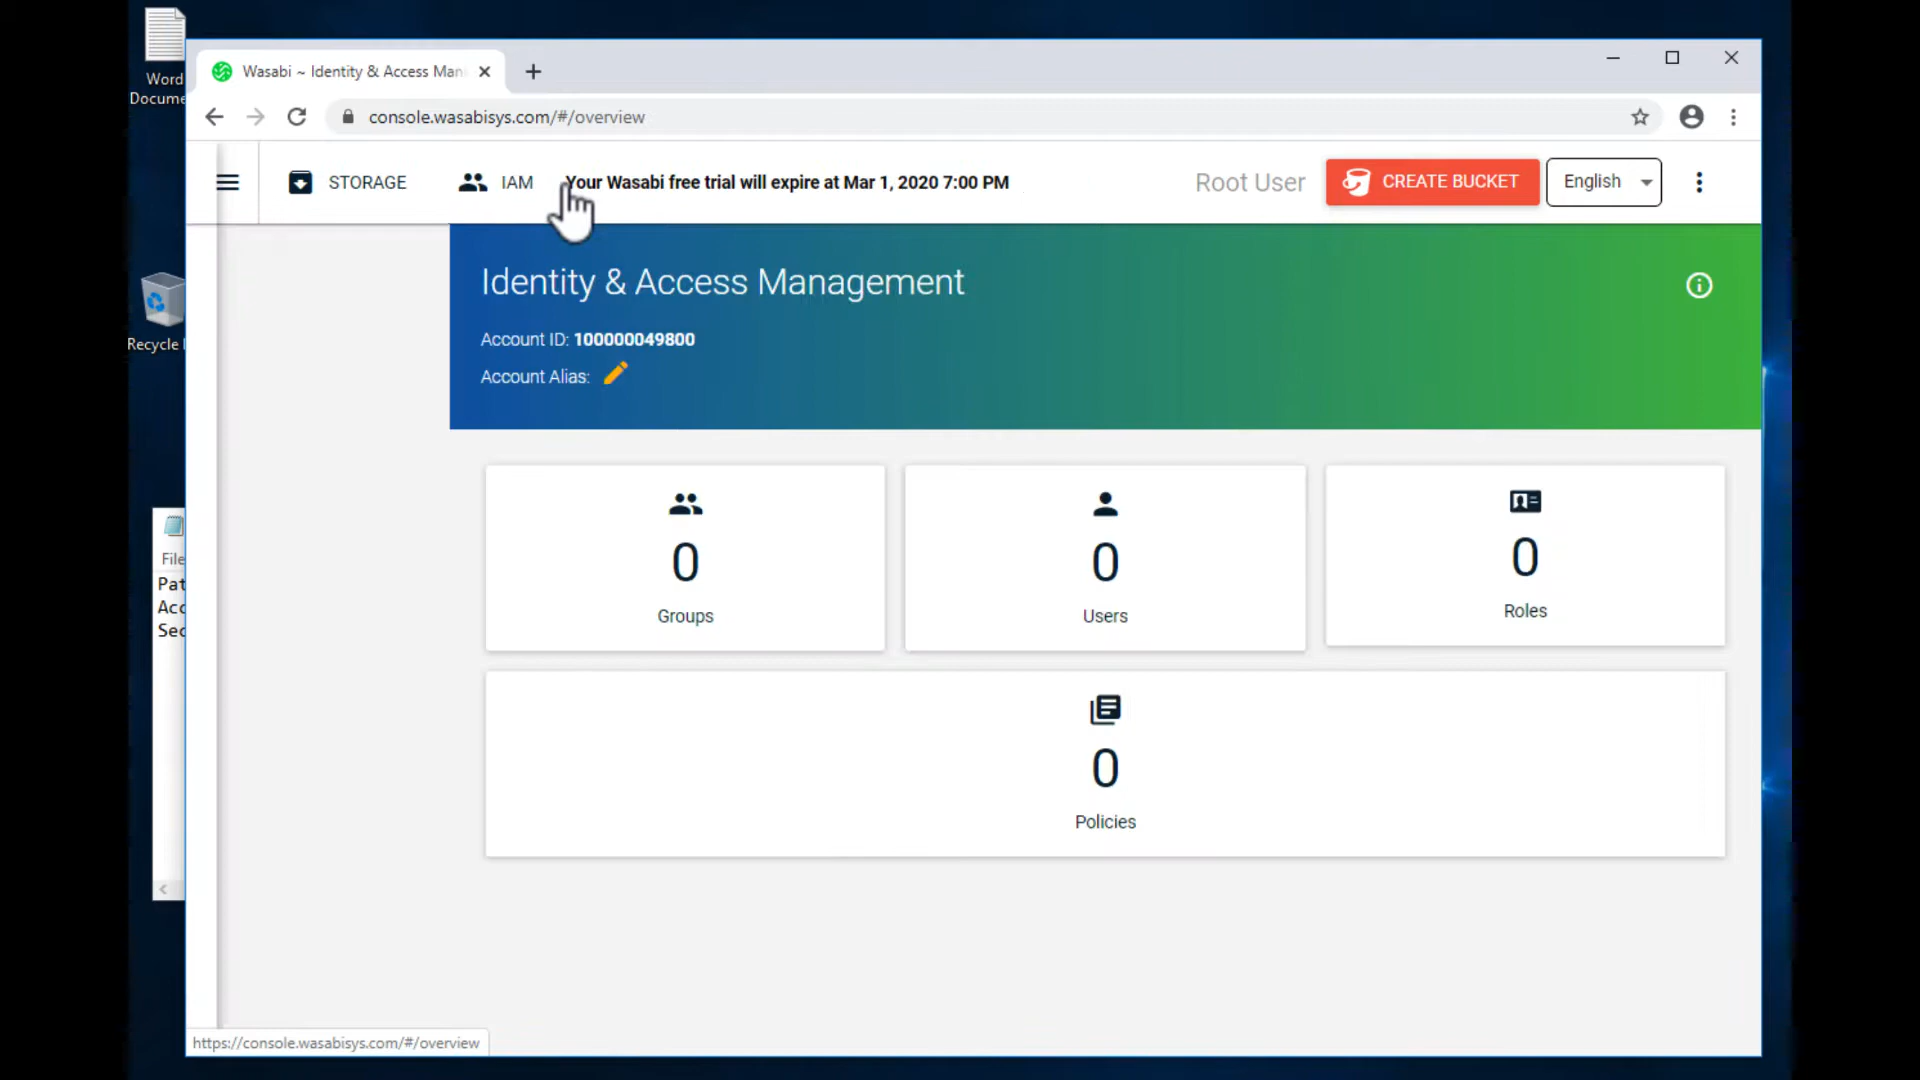 Word
Docume
Wasabi ~ Identity & Access Man
console.wasabisys.com/#/overview
STORAGE
IAM
Your Wasabi free trial will expire at Mar 1, 2020 7:00 PM
Root User
CREATE BUCKET
English
Identity & Access Management
Account ID: 100000049800
Account Alias:
Recycle
File
Pat
Acc
Sec
0
Groups
0
Users
0
Roles
0
Policies
https://console.wasabisys.com/#/overview